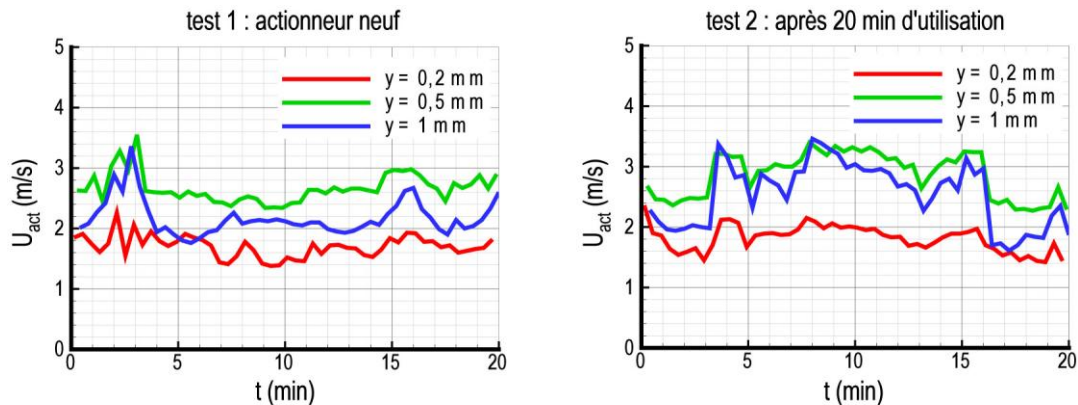 test 1 : actionneur neuf
5
4
3
2
1
0
U act (m/s)
y = 0,2 mm
y = 0,5 mm
y = 1 mm
0 5 10 15 20
t (min)
test 2 : après 20 min d'utilisation
5
4
3
2
1
0
U act (m/s)
y = 0,2 mm
y = 0,5 mm
y = 1 mm
0 5 10 15 20
t (min)